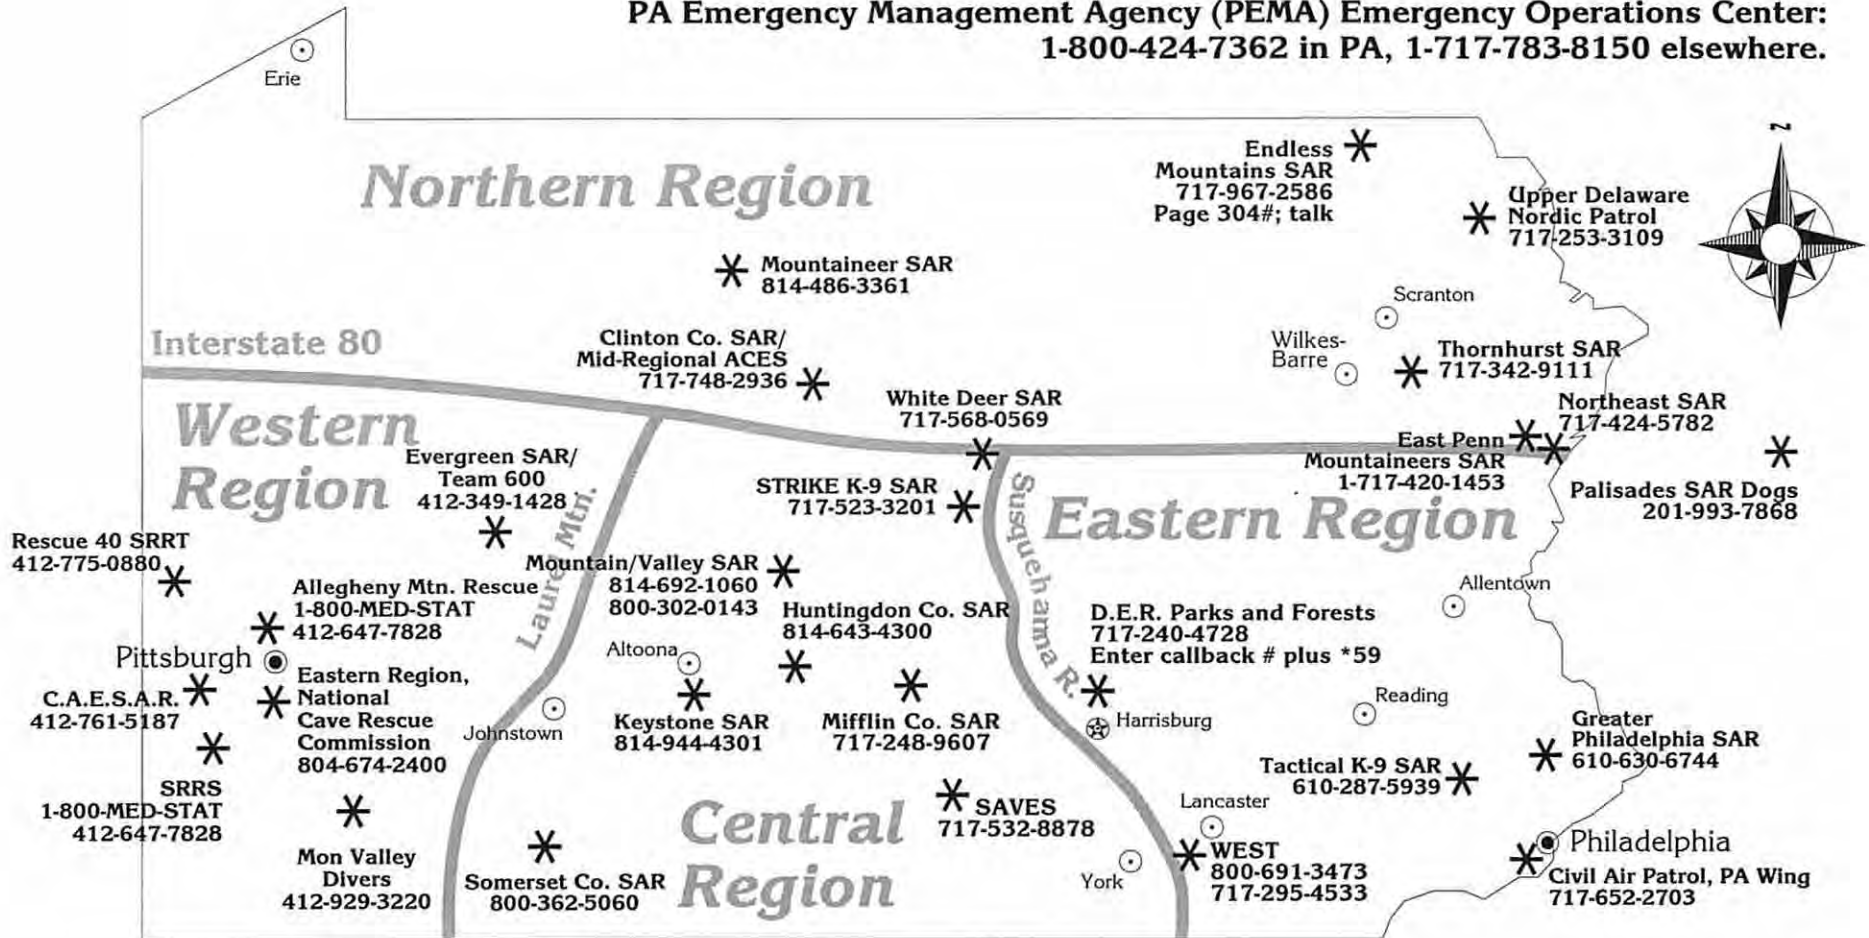 PA Emergency Management Agency (PEMA) Emergency Operations Center:
1-800-424-7362 in PA, 1-717-783-8150 elsewhere.
Erie
N
Northern Region
Endless
Mountains SAR
717-967-2586
Page 304#; talk
Upper Delaware
Nordic Patrol
717-253-3109
Mountaineer SAR
814-486-3361
Scranton
Interstate 80
Clinton Co. SAR/
Mid-Regional ACES
717-748-2936
Wilkes-
Barre
Thornhurst SAR
717-342-9111
White Deer SAR
717-568-0569
Northeast SAR
717-424-5782
Western
Region
East Penn
Mountaineers SAR
1-717-420-1453
Evergreen SAR/
Team 600
412-349-1428
STRIKE K-9 SAR
717-523-3201
Palisades SAR Dogs
201-993-7868
Eastern Region
Susquehanna R.
Laurel Mtn.
Rescue 40 SRRT
412-775-0880
Mountain/Valley SAR
814-692-1060
800-302-0143
Allegheny Mtn. Rescue
1-800-MED-STAT
412-647-7828
Huntingdon Co. SAR
814-643-4300
Allentown
D.E.R. Parks and Forests
717-240-4728
Enter callback # plus *59
Pittsburgh
Altoona
Eastern Region,
National
Cave Rescue
Commission
804-674-2400
C.A.E.S.A.R.
412-761-5187
Johnstown
Keystone SAR
814-944-4301
Mifflin Co. SAR
717-248-9607
Harrisburg
Reading
Greater
Philadelphia SAR
610-630-6744
Tactical K-9 SAR
610-287-5939
SRRS
1-800-MED-STAT
412-647-7828
Central
Region
SAVES
717-532-8878
Lancaster
Philadelphia
Mon Valley
Divers
412-929-3220
Somerset Co. SAR
800-362-5060
York
WEST
800-691-3473
717-295-4533
Civil Air Patrol, PA Wing
717-652-2703